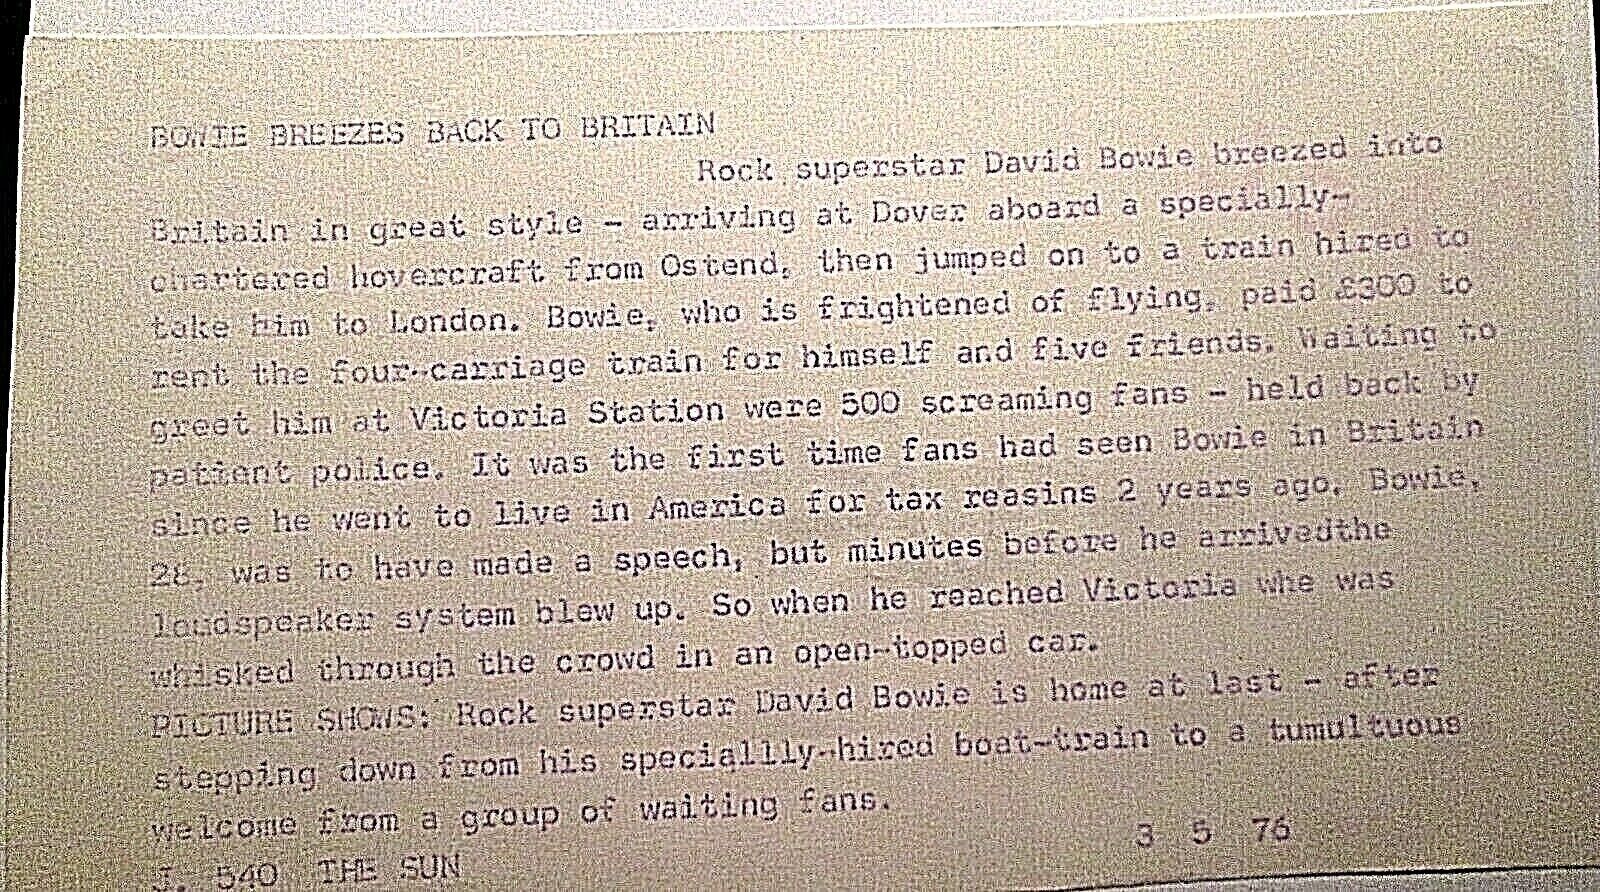 BOWIE BREEZES BACK TO BRITAIN
Rock superstar David Bowie breezed into
Britain in great style - arriving at Dover aboard a specially-
chartered hovercraft from Ostend, then jumped on to a train hired to
take him to London. Bowie, who is frightened of flying, paid £300 to
rent the four-carriage train for himself and five friends. Waiting to
greet him at Victoria Station were 500 screaming fans - held back by
patient police. It was the first time fans had seen Bowie in Britain
since he went to live in America for tax reasins 2 years ago. Bowie,
28, was to have made a speech, but minutes before he arrivedthe
loudspeaker system blew up. So when he reached Victoria whe was
whisked through the crowd in an open-topped car.
PICTURE SHOWS: Rock superstar David Bowie is home at last - after
stepping down from his speciallly-hired boat-train to a tumultuous
welcome from a group of waiting fans.
J. 540 THE SUN 3 5 76